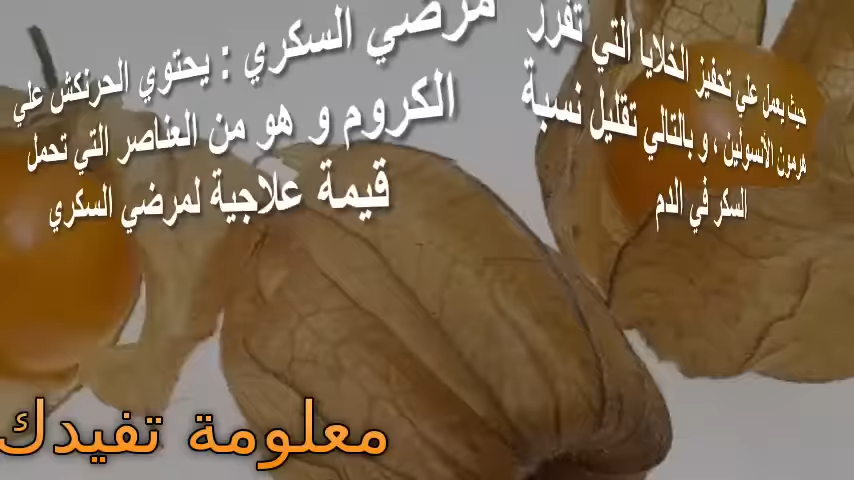 مرضي السكري : يحتوي الحرنكش علي
الكروم و هو من العناصر التي تحمل
قيمة علاجية لمرضي السكري
حيث يعمل علي تحفيز الخلايا التي تفرز
هرمون الأنسولين ، و بالتالي تقليل نسبة
السكر في الدم
معلومة تفيدك